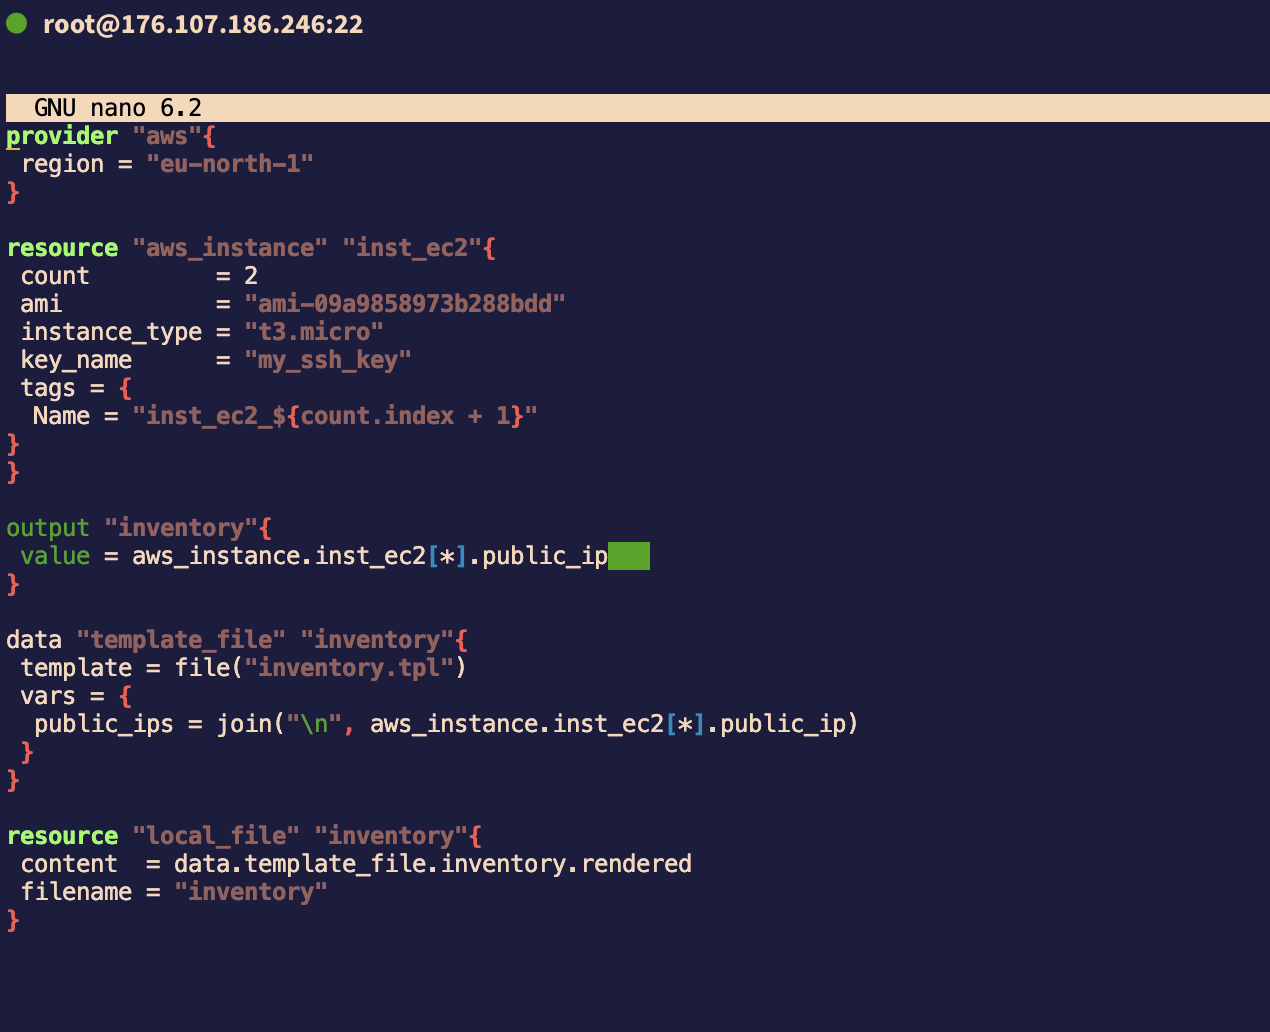 root@176.107.186.246:22
GNU nano 6.2
provider "aws"{
 region = "eu-north-1"
}
resource "aws_instance" "inst_ec2"{
 count         = 2
 ami           = "ami-09a9858973b288bdd"
 instance_type = "t3.micro"
 key_name      = "my_ssh_key"
 tags = {
  Name = "inst_ec2_${count.index + 1}"
}
}
output "inventory"{
 value = aws_instance.inst_ec2[*].public_ip
}
data "template_file" "inventory"{
 template = file("inventory.tpl")
 vars = {
  public_ips = join("\n", aws_instance.inst_ec2[*].public_ip)
 }
}
resource "local_file" "inventory"{
 content  = data.template_file.inventory.rendered
 filename = "inventory"
}